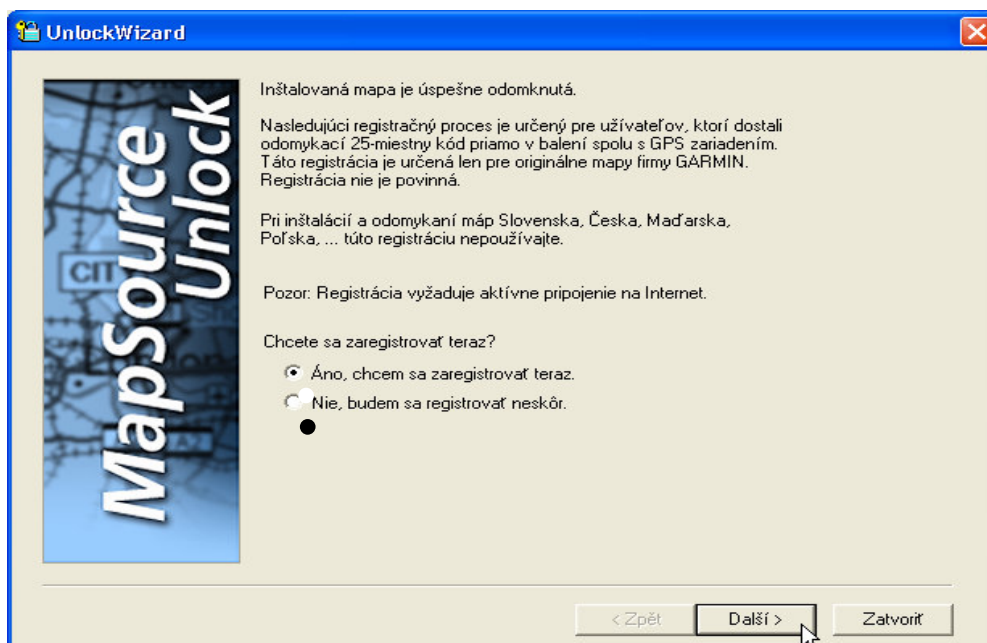 UnlockWizard
MapSource
Unlock
CITY
A2
Inštalovaná mapa je úspešne odomknutá.
Nasledujúci registračný proces je určený pre užívateľov, ktorí dostali
odomykací 25-miestny kód priamo v balení spolu s GPS zariadením.
Táto registrácia je určená len pre originálne mapy firmy GARMIN.
Registrácia nie je povinná.
Pri inštalácií a odomykaní máp Slovenska, Česka, Maďarska,
Poľska, ... túto registráciu nepoužívajte.
Pozor: Registrácia vyžaduje aktívne pripojenie na Internet.
Chcete sa zaregistrovať teraz?
Áno, chcem sa zaregistrovať teraz.
Nie, budem sa registrovať neskôr.
< Zpět
Další >
Zatvoriť